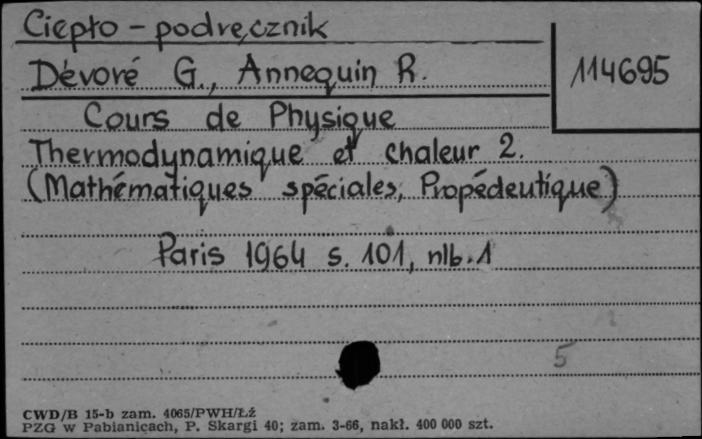 Ciepło - podręcznik
Dévoré G., Annequin R.
114695
Cours de Physique
Thermodynamique et chaleur 2.
(Mathématiques spéciales, Propédeutique)
Paris 1964 s. 101, nlb. 1
5
CWD/B 15-b zam. 4065/PWH/Łź
PZG w Pabianicach, P. Skargi 40; zam. 3-66, nakł. 400 000 szt.